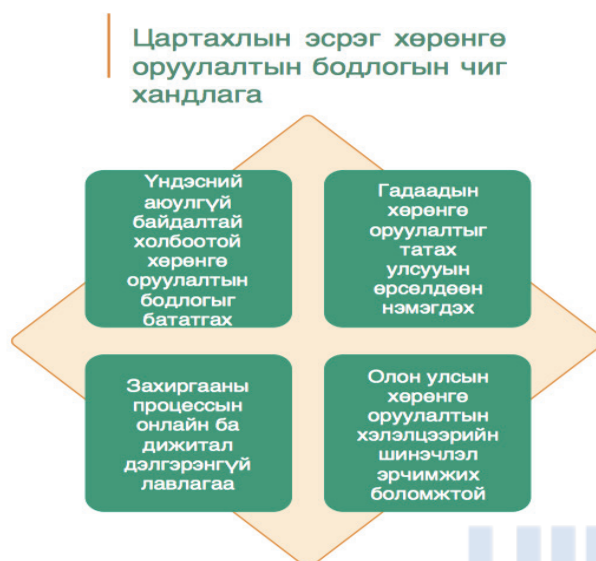 Цартахлын эсрэг хөрөнгө
оруулалтын бодлогын чиг
хандлага
Үндэсний
аюулгүй
байдалтай
холбоотой
хөрөнгө
оруулалтын
бодлогыг
бататгах
Гадаадын
хөрөнгө
оруулалтыг
татах
улсууын
өрсөлдөөн
нэмэгдэх
Захиргааны
процессын
онлайн ба
дижитал
дэлгэрэнгүй
лавлагаа
Олон улсын
хөрөнгө
оруулалтын
хэлэлцээрийн
шинэчлэл
эрчимжих
боломжтой